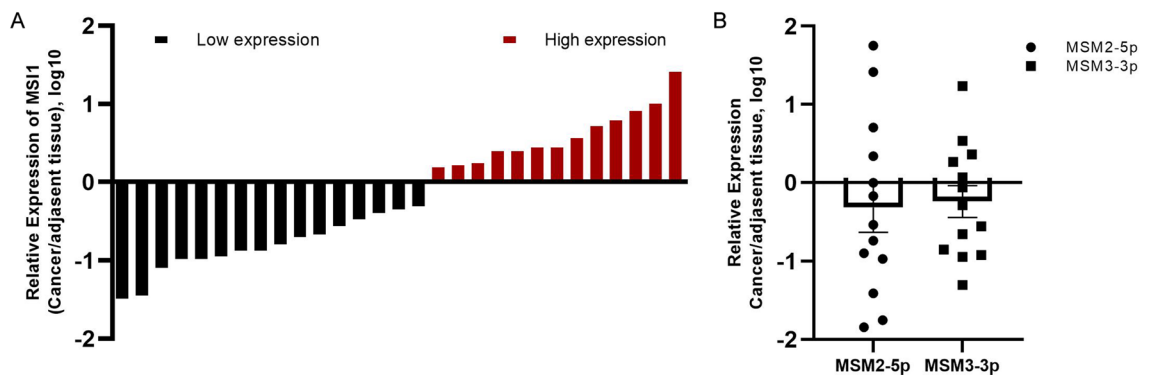 A
Relative Expression of MSI1
(Cancer/adjasent tissue), log10
2
1
0
-1
-2
Low expression
High expression
B
Relative Expression
Cancer/adjasent tissue, log10
2
1
0
-1
-2
MSM2-5p
MSM3-3p
MSM2-5p
MSM3-3p